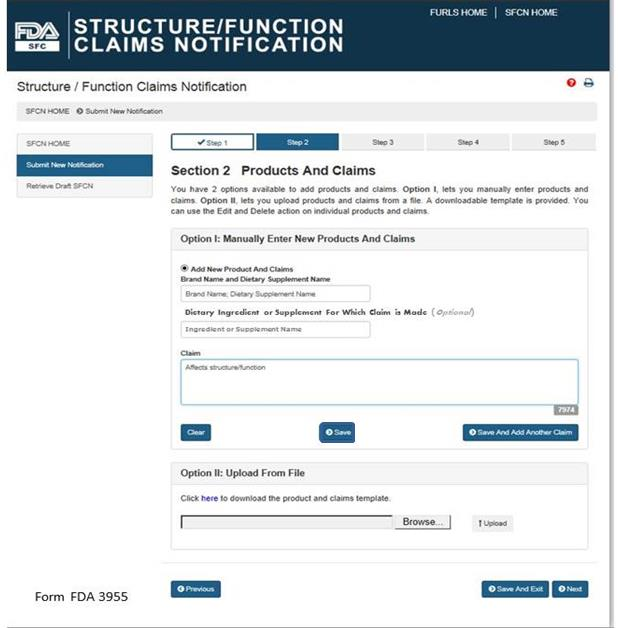 FURLS HOME | SFCN HOME
FDA
SFC
STRUCTURE/FUNCTION
CLAIMS NOTIFICATION
Structure / Function Claims Notification
SFCN HOME Submit New Notification
SFCN HOME
Submit New Notification
Retrieve Draft SFCN
Step 1 Step 2 Step 3 Step 4 Step 5
Section 2 Products And Claims
You have 2 options available to add products and claims. Option I, lets you manually enter products and
claims. Option II, lets you upload products and claims from a file. A downloadable template is provided. You
can use the Edit and Delete action on individual products and claims.
Option I: Manually Enter New Products And Claims
Add New Product And Claims
Brand Name and Dietary Supplement Name
Brand Name; Dietary Supplement Name
Dietary Ingredient or Supplement For Which Claim is Made (Optional)
Ingredient or Supplement Name
Claim
Affects structure/function
7974
Clear Save Save And Add Another Claim
Option II: Upload From File
Click here to download the product and claims template.
Browse... Upload
Previous Save And Exit Next
Form FDA 3955